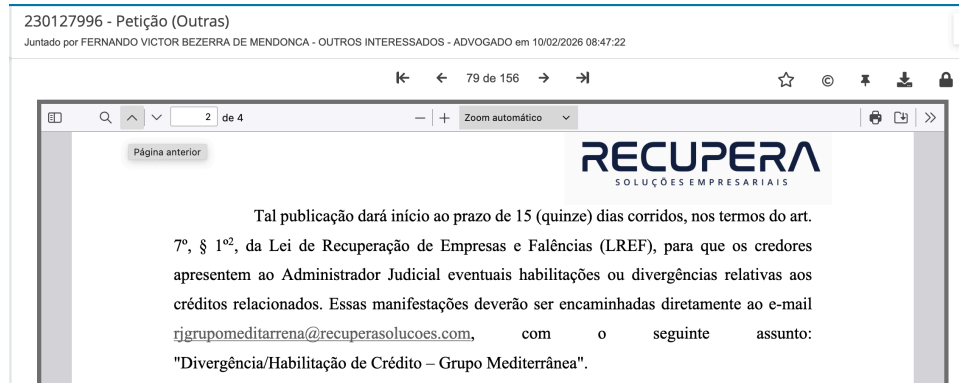 230127996 - Petição (Outras)
Juntado por FERNANDO VICTOR BEZERRA DE MENDONCA - OUTROS INTERESSADOS - ADVOGADO em 10/02/2026 08:47:22
79 de 156
2 de 4
Zoom automático
Página anterior
RECUPERA
SOLUÇÕES EMPRESARIAIS
Tal publicação dará início ao prazo de 15 (quinze) dias corridos, nos termos do art.
7º, § 1º², da Lei de Recuperação de Empresas e Falências (LREF), para que os credores
apresentem ao Administrador Judicial eventuais habilitações ou divergências relativas aos
créditos relacionados. Essas manifestações deverão ser encaminhadas diretamente ao e-mail
rjgrupomeditarrena@recuperasolucoes.com, com o seguinte assunto:
"Divergência/Habilitação de Crédito – Grupo Mediterrânea".